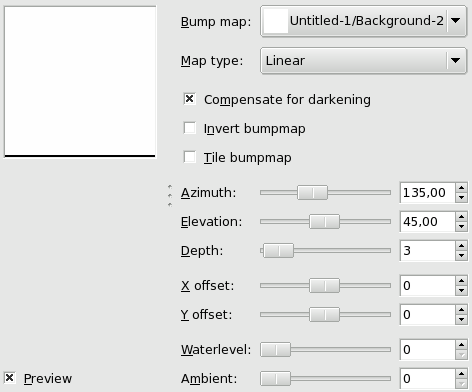 Bump map: Untitled-1/Background-2
Map type: Linear
Compensate for darkening
Invert bumpmap
Tile bumpmap
Azimuth: 135,00
Elevation: 45,00
Depth: 3
X offset: 0
Y offset: 0
Waterlevel: 0
Preview
Ambient: 0